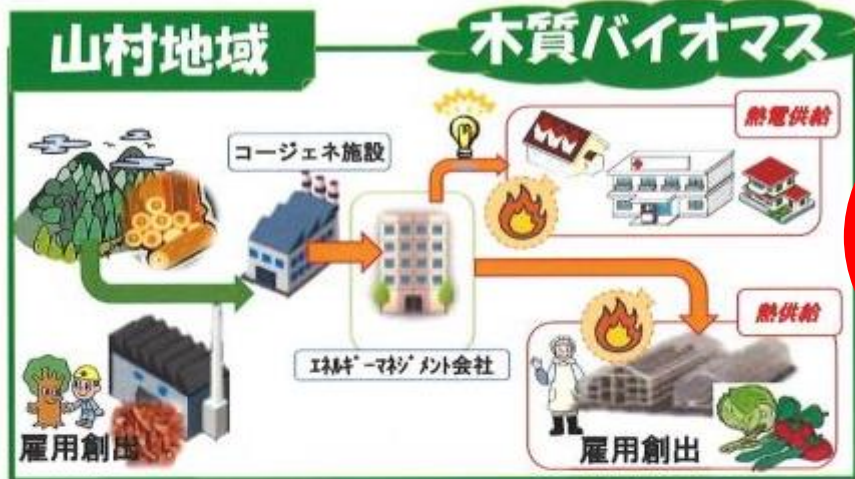 山村地域
木質バイオマス
熱電供給
コージェネ施設
熱供給
エネルギーマネジメント会社
雇用創出
雇用創出